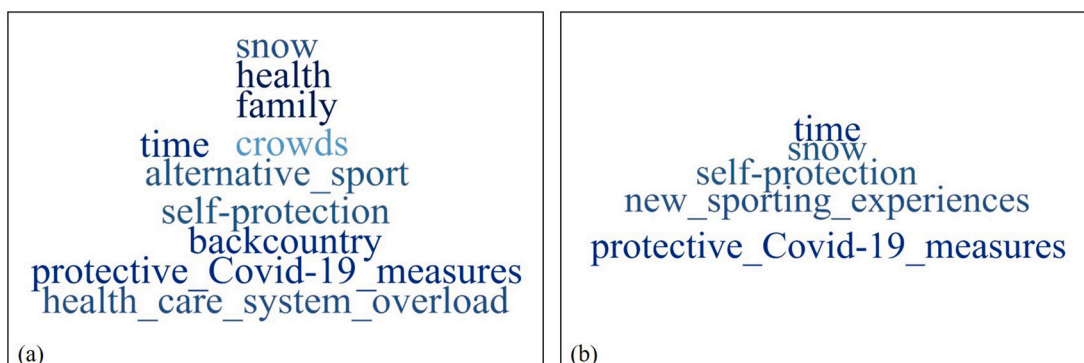 snow
health
family
time crowds
alternative_sport
self-protection
backcountry
protective_Covid-19_measures
health_care_system_overload
(a)
time
snow
self-protection
new_sporting_experiences
protective_Covid-19_measures
(b)